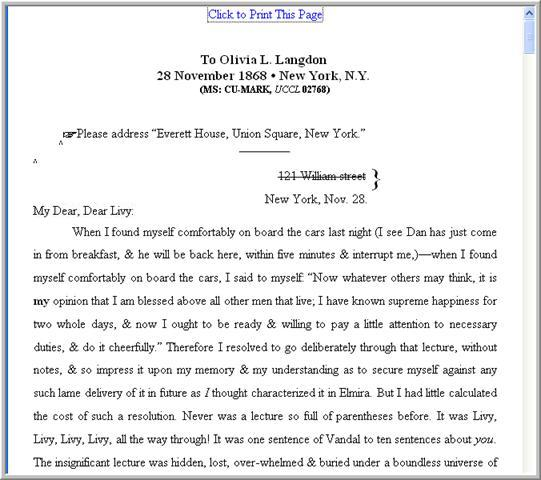 Click to Print This Page
To Olivia L. Langdon
28 November 1868 • New York, N.Y.
(MS: CU-MARK, UCCL 02768)
☞Please address “Everett House, Union Square, New York.”
^
^
121 William street }
New York, Nov. 28.
My Dear, Dear Livy:
When I found myself comfortably on board the cars last night (I see Dan has just come
in from breakfast, & he will be back here, within five minutes & interrupt me,)—when I found
myself comfortably on board the cars, I said to myself: “Now whatever others may think, it is
my opinion that I am blessed above all other men that live; I have known supreme happiness for
two whole days, & now I ought to be ready & willing to pay a little attention to necessary
duties, & do it cheerfully.” Therefore I resolved to go deliberately through that lecture, without
notes, & so impress it upon my memory & my understanding as to secure myself against any
such lame delivery of it in future as I thought characterized it in Elmira. But I had little calculated
the cost of such a resolution. Never was a lecture so full of parentheses before. It was Livy,
Livy, Livy, Livy, all the way through! It was one sentence of Vandal to ten sentences about you.
The insignificant lecture was hidden, lost, over-whelmed & buried under a boundless universe of